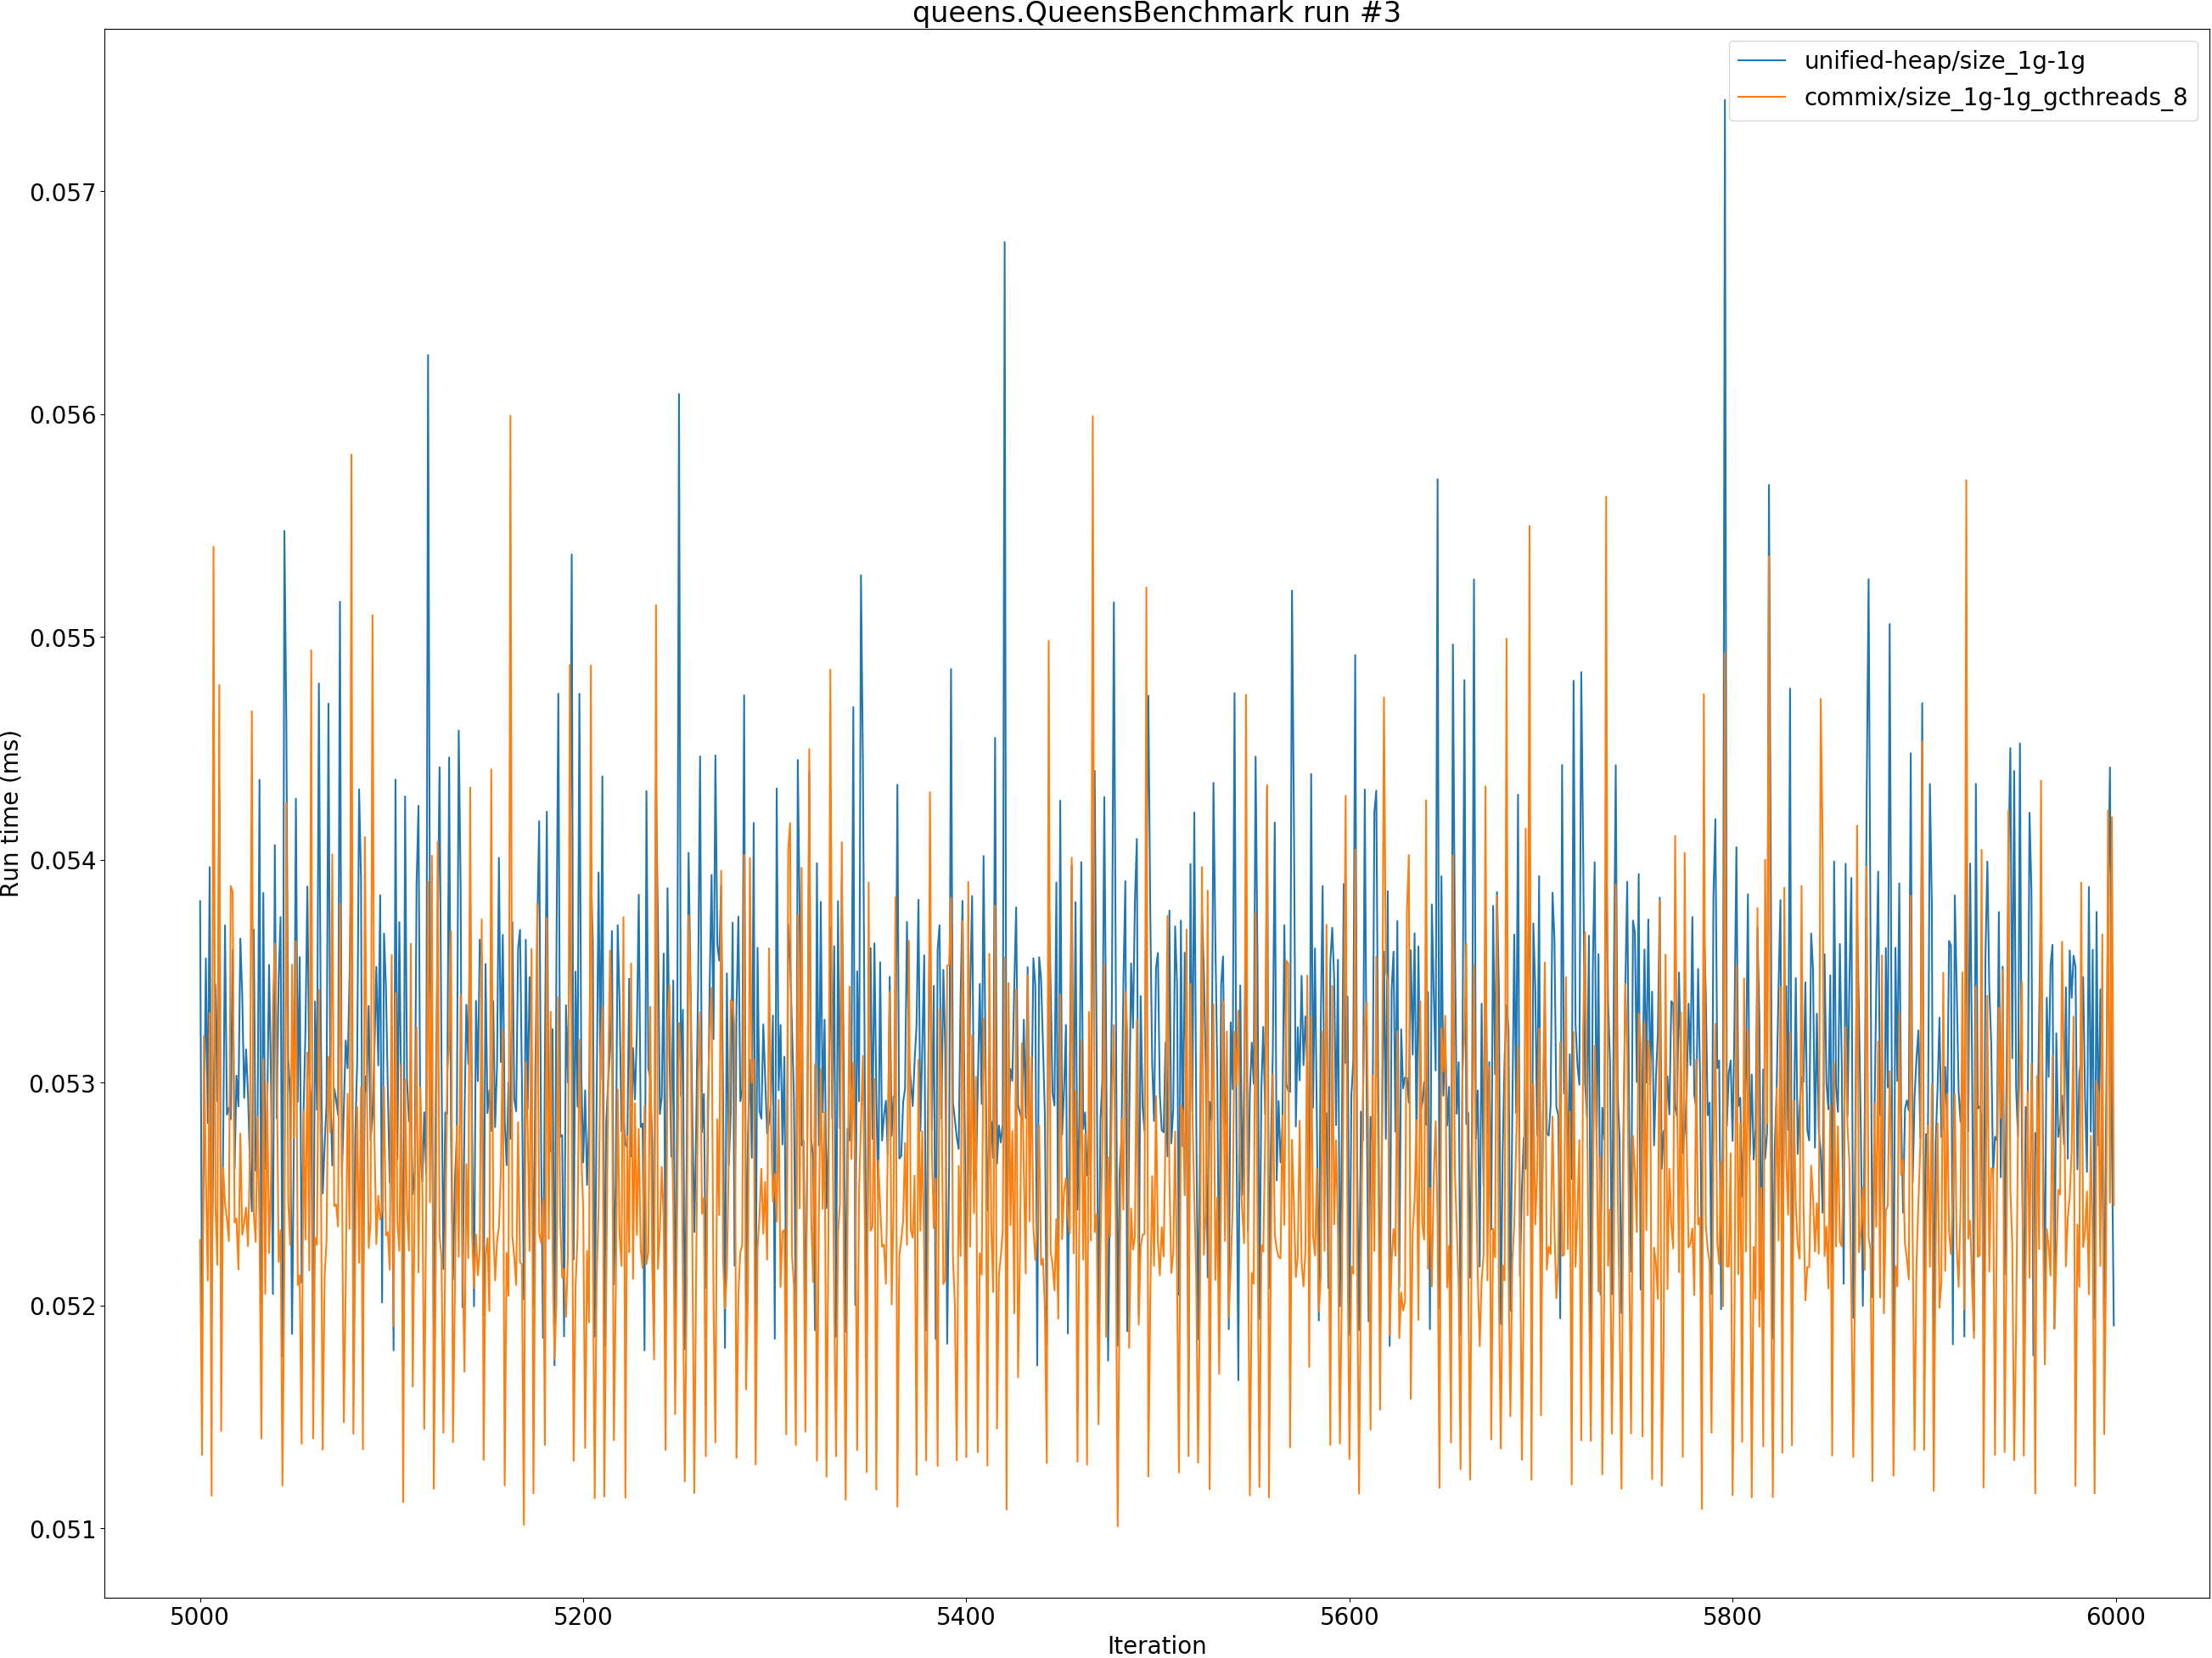 queens.QueensBenchmark run #3
unified-heap/size_1g-1g
commix/size_1g-1g_gcthreads_8
Run time (ms)
0.057
0.056
0.055
0.054
0.053
0.052
0.051
5000
5200
5400
5600
5800
6000
Iteration